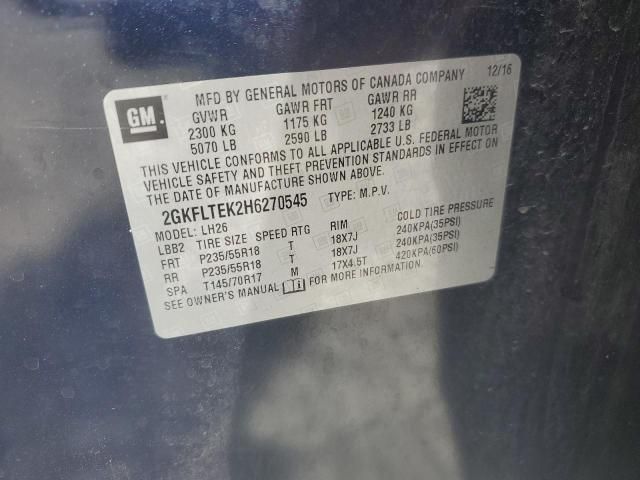 GM
MFD BY GENERAL MOTORS OF CANADA COMPANY 12/16
GVWR GAWR FRT GAWR RR
2300 KG 1175 KG 1240 KG
5070 LB 2590 LB 2733 LB
THIS VEHICLE CONFORMS TO ALL APPLICABLE U.S. FEDERAL MOTOR
VEHICLE SAFETY AND THEFT PREVENTION STANDARDS IN EFFECT ON
THE DATE OF MANUFACTURE SHOWN ABOVE.
2GKFLTEK2H6270545 TYPE: M.P.V.
MODEL: LH26
LBB2 TIRE SIZE SPEED RTG RIM COLD TIRE PRESSURE
FRT P235/55R18 T 18X7J 240KPA(35PSI)
RR P235/55R18 T 18X7J 240KPA(35PSI)
SPA T145/70R17 M 17X4.5T 420KPA(60PSI)
SEE OWNER'S MANUAL FOR MORE INFORMATION.